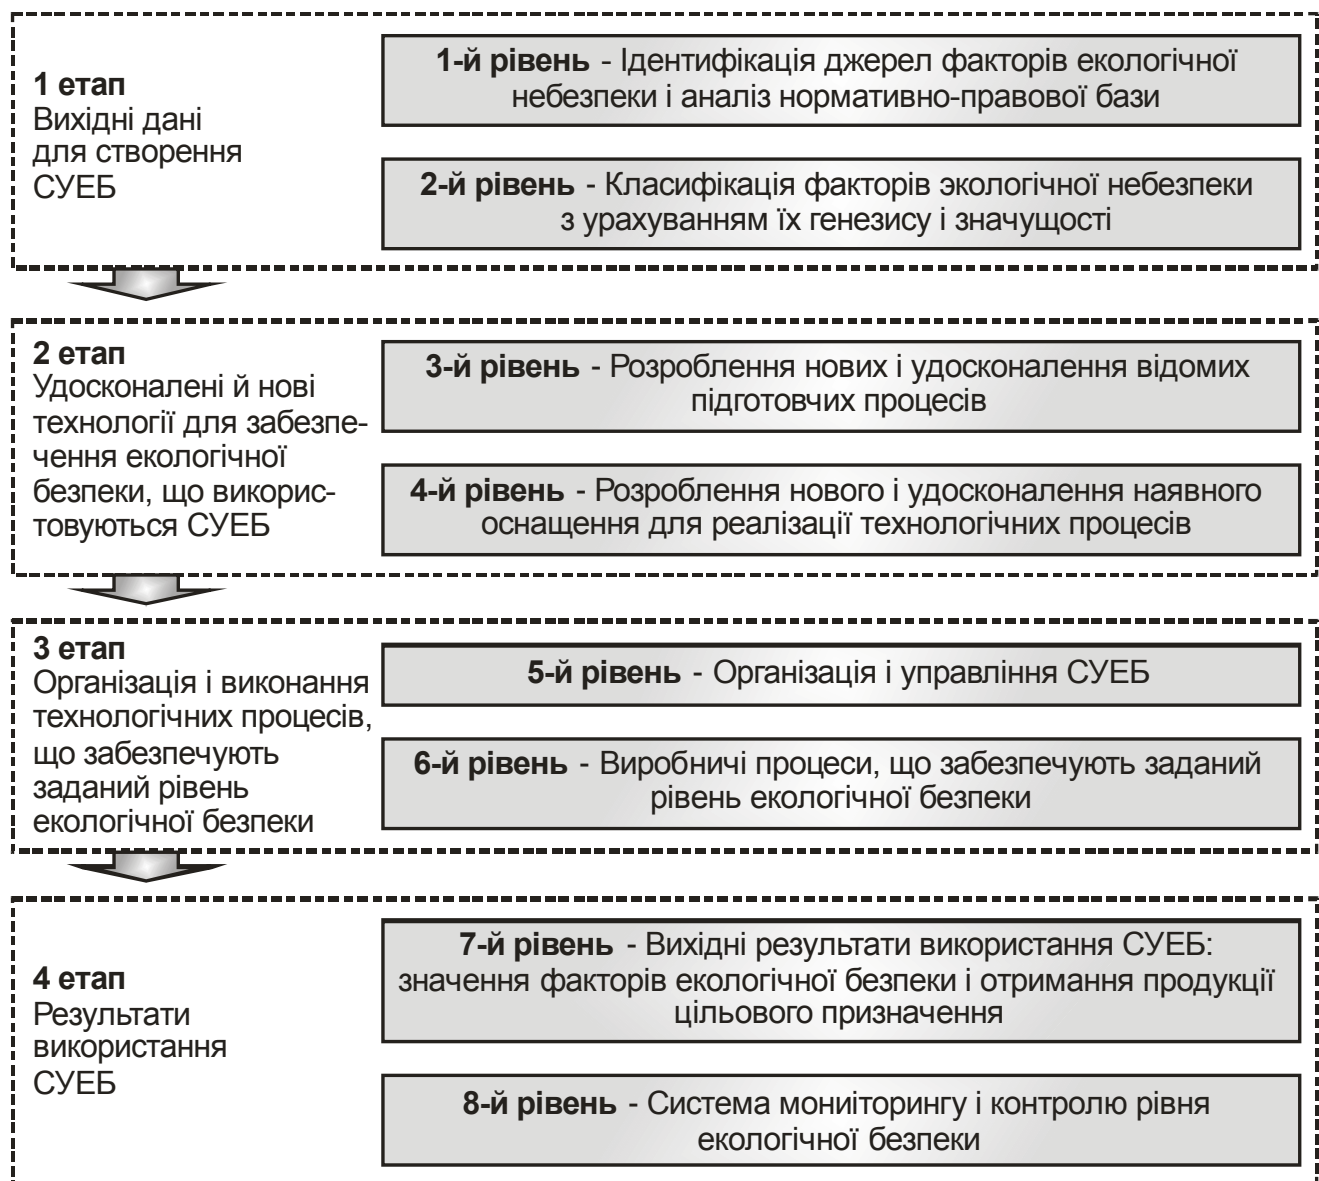 1 етап
Вихідні дані
для створення
СУЕБ
1-й рівень - Ідентифікація джерел факторів екологічної
небезпеки і аналіз нормативно-правової бази
2-й рівень - Класифікація факторів экологічної небезпеки
з урахуванням їх генезису і значущості
2 етап
Удосконалені й нові
технології для забезпе-
чення екологічної
безпеки, що викорис-
товуються СУЕБ
3-й рівень - Розроблення нових і удосконалення відомих
підготовчих процесів
4-й рівень - Розроблення нового і удосконалення наявного
оснащення для реалізації технологічних процесів
3 етап
Організація і виконання
технологічних процесів,
що забезпечують
заданий рівень
екологічної безпеки
5-й рівень - Організація і управління СУЕБ
6-й рівень - Виробничі процеси, що забезпечують заданий
рівень екологічної безпеки
4 етап
Результати
використання
СУЕБ
7-й рівень - Вихідні результати використання СУЕБ:
значення факторів екологічної безпеки і отримання продукції
цільового призначення
8-й рівень - Система мониіторингу і контролю рівня
екологічної безпеки